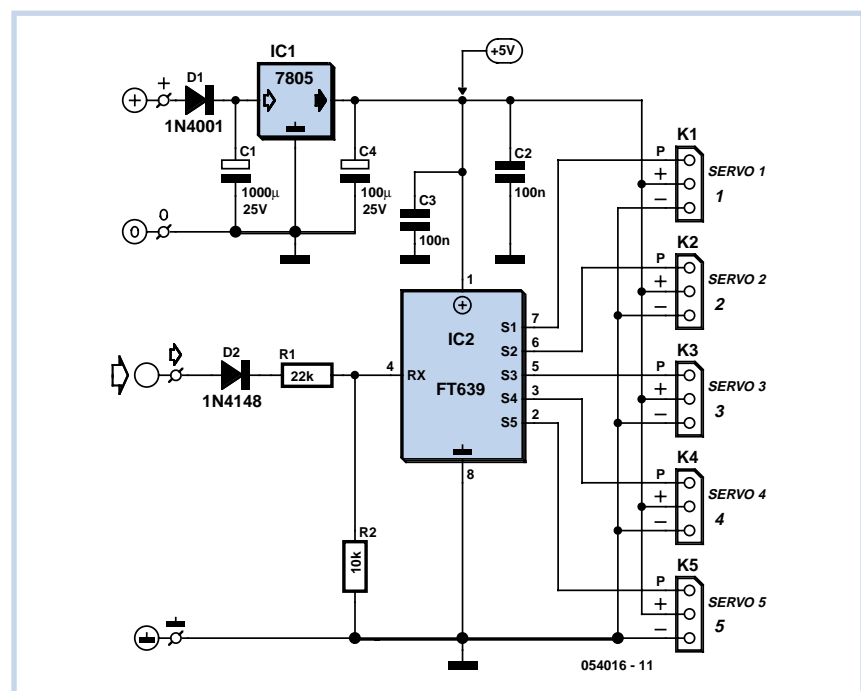 +5V
IC1
7805
D1
+
+
1N4001
C1
1000µ
25V
C4
100µ
25V
C2
100n
C3
100n
0
0
K1
P
+
−
SERVO 1
1
K2
P
+
−
SERVO 2
2
K3
P
+
−
SERVO 3
3
K4
P
+
−
SERVO 4
4
K5
P
+
−
SERVO 5
5
1
+
IC2
FT639
4
RX
S1
7
S2
6
S3
5
S4
3
S5
2
8
D2
1N4148
R1
22k
R2
10k
054016 - 11